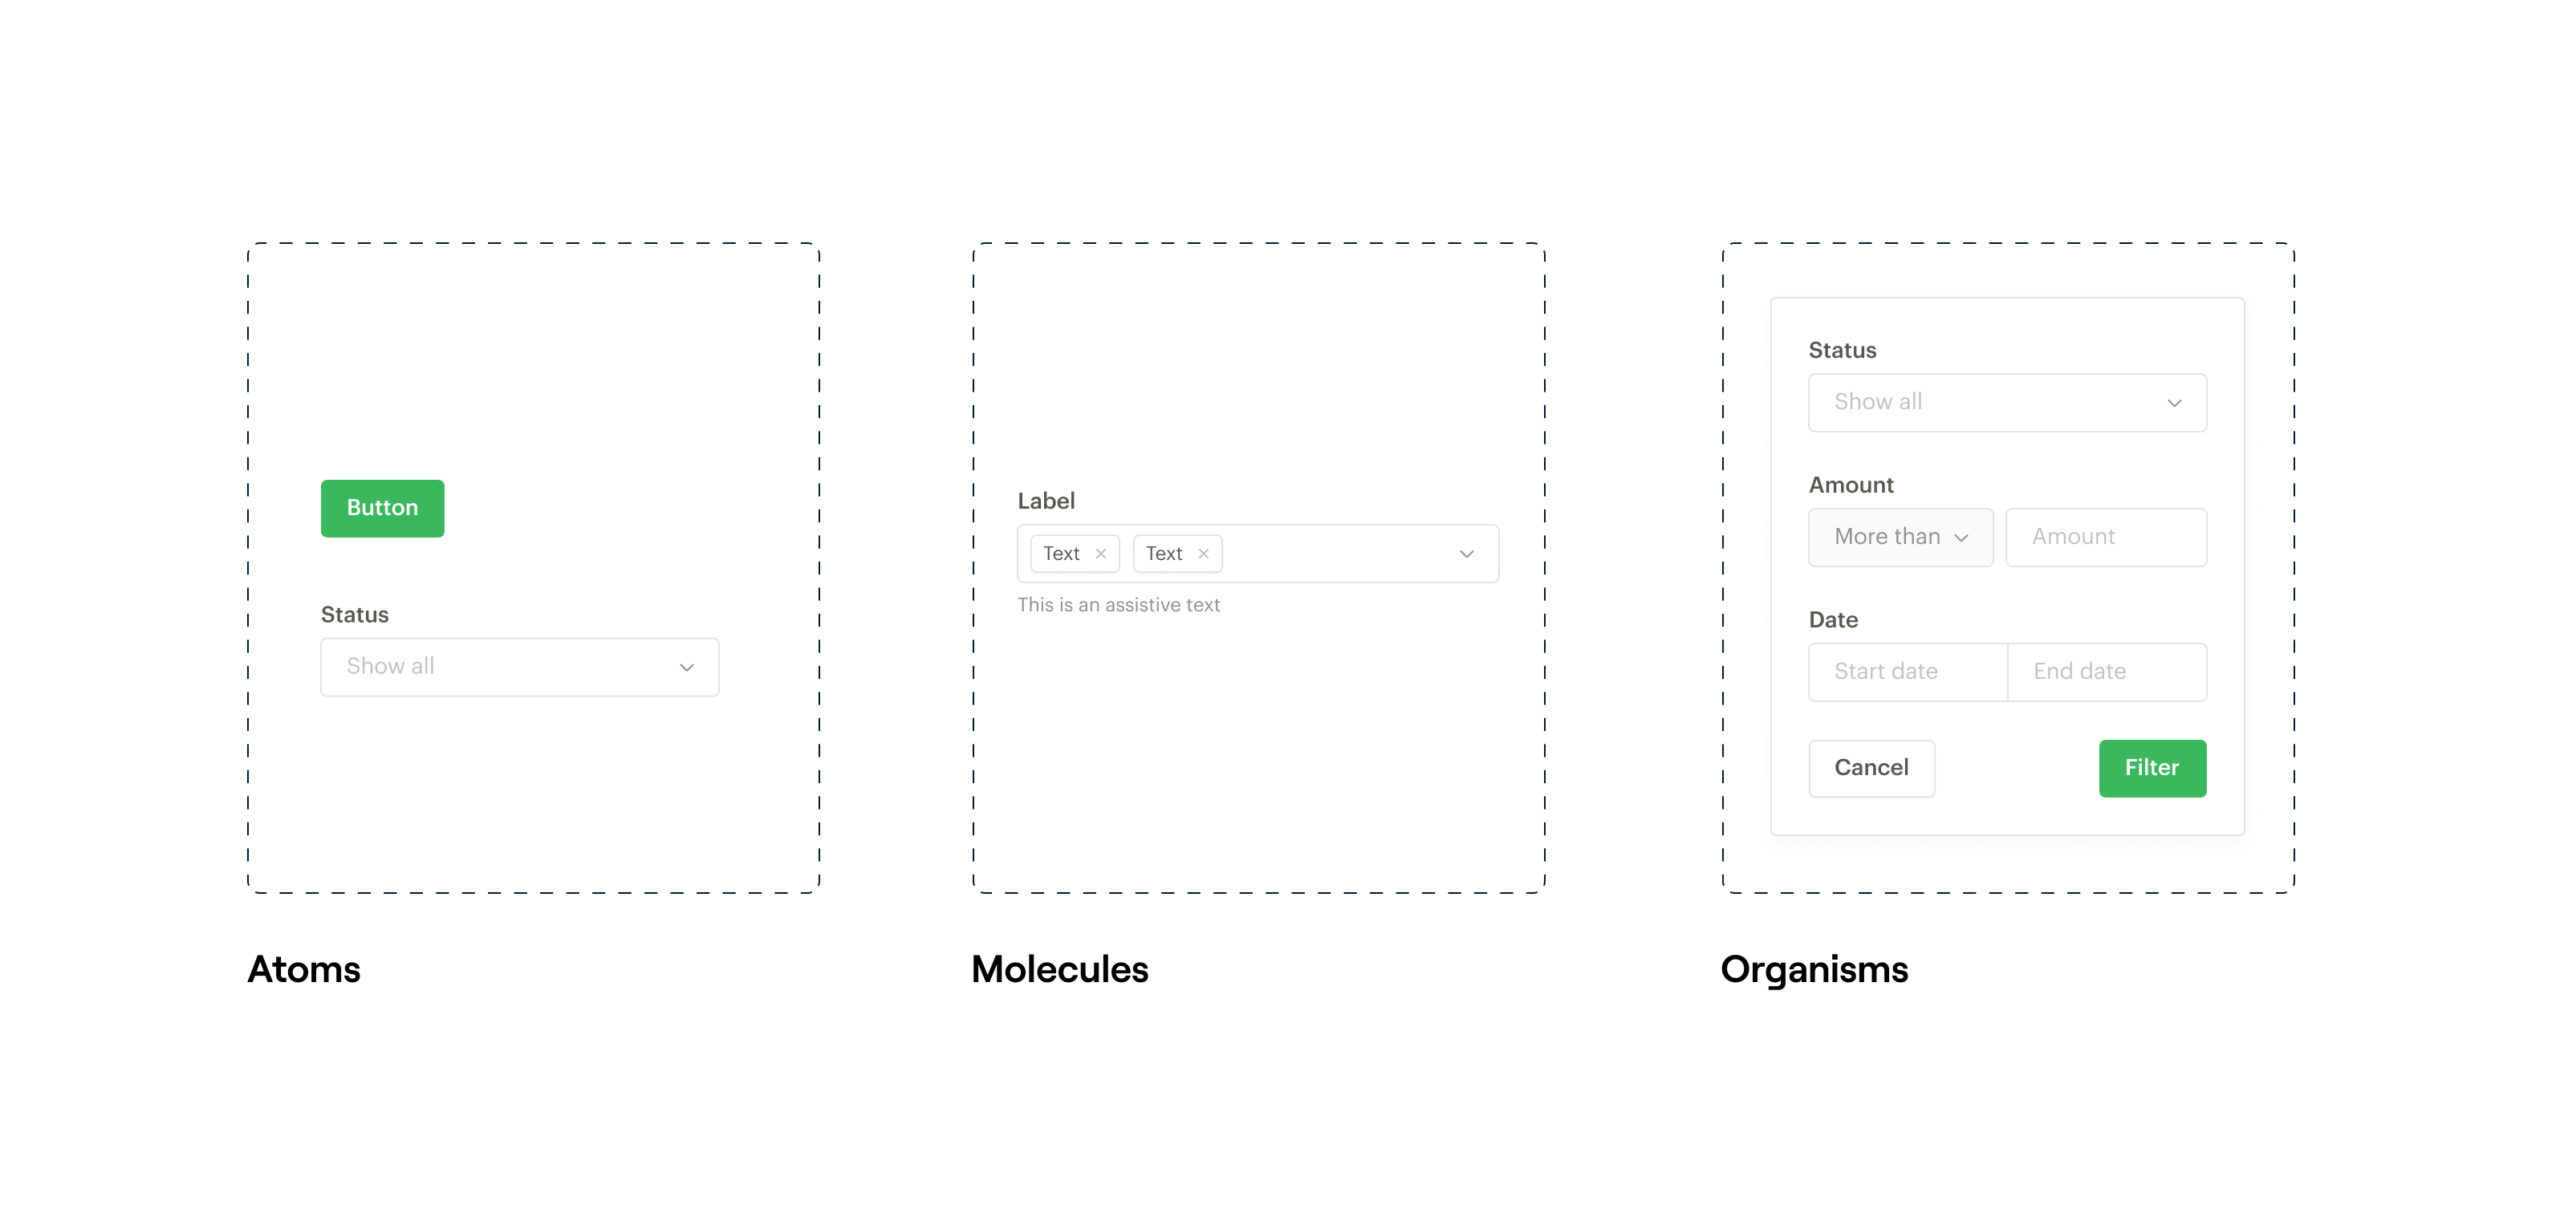 Button
Status
Show all
Atoms
Label
Text × Text ×
This is an assistive text
Molecules
Status
Show all
Amount
More than Amount
Date
Start date End date
Cancel Filter
Organisms